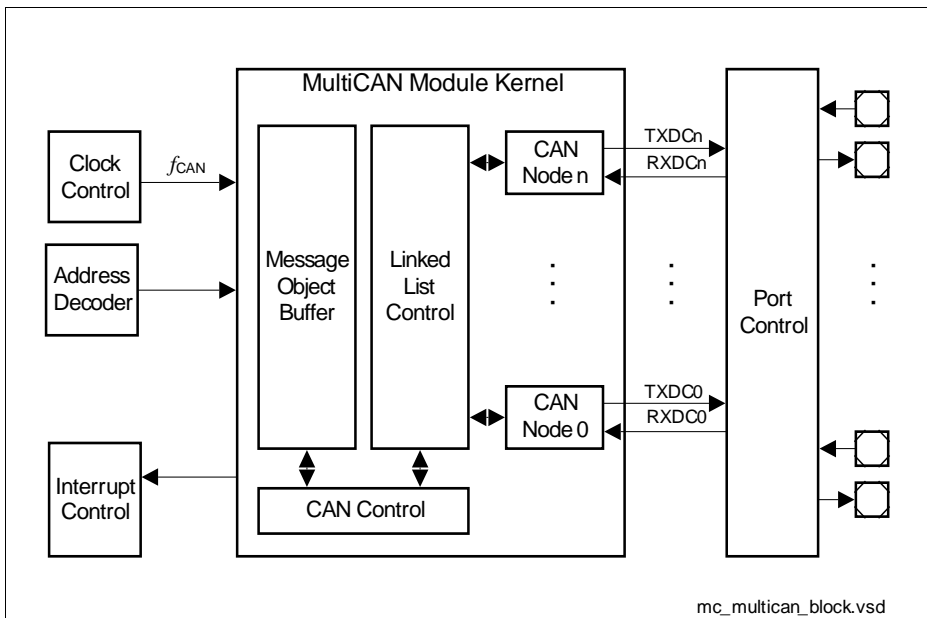 MultiCAN Module Kernel
Clock
Control
fCAN
Address
Decoder
Interrupt
Control
Message
Object
Buffer
Linked
List
Control
CAN Control
CAN
Node n
TXDCn
RXDCn
CAN
Node 0
TXDC0
RXDC0
Port
Control
mc_multican_block.vsd